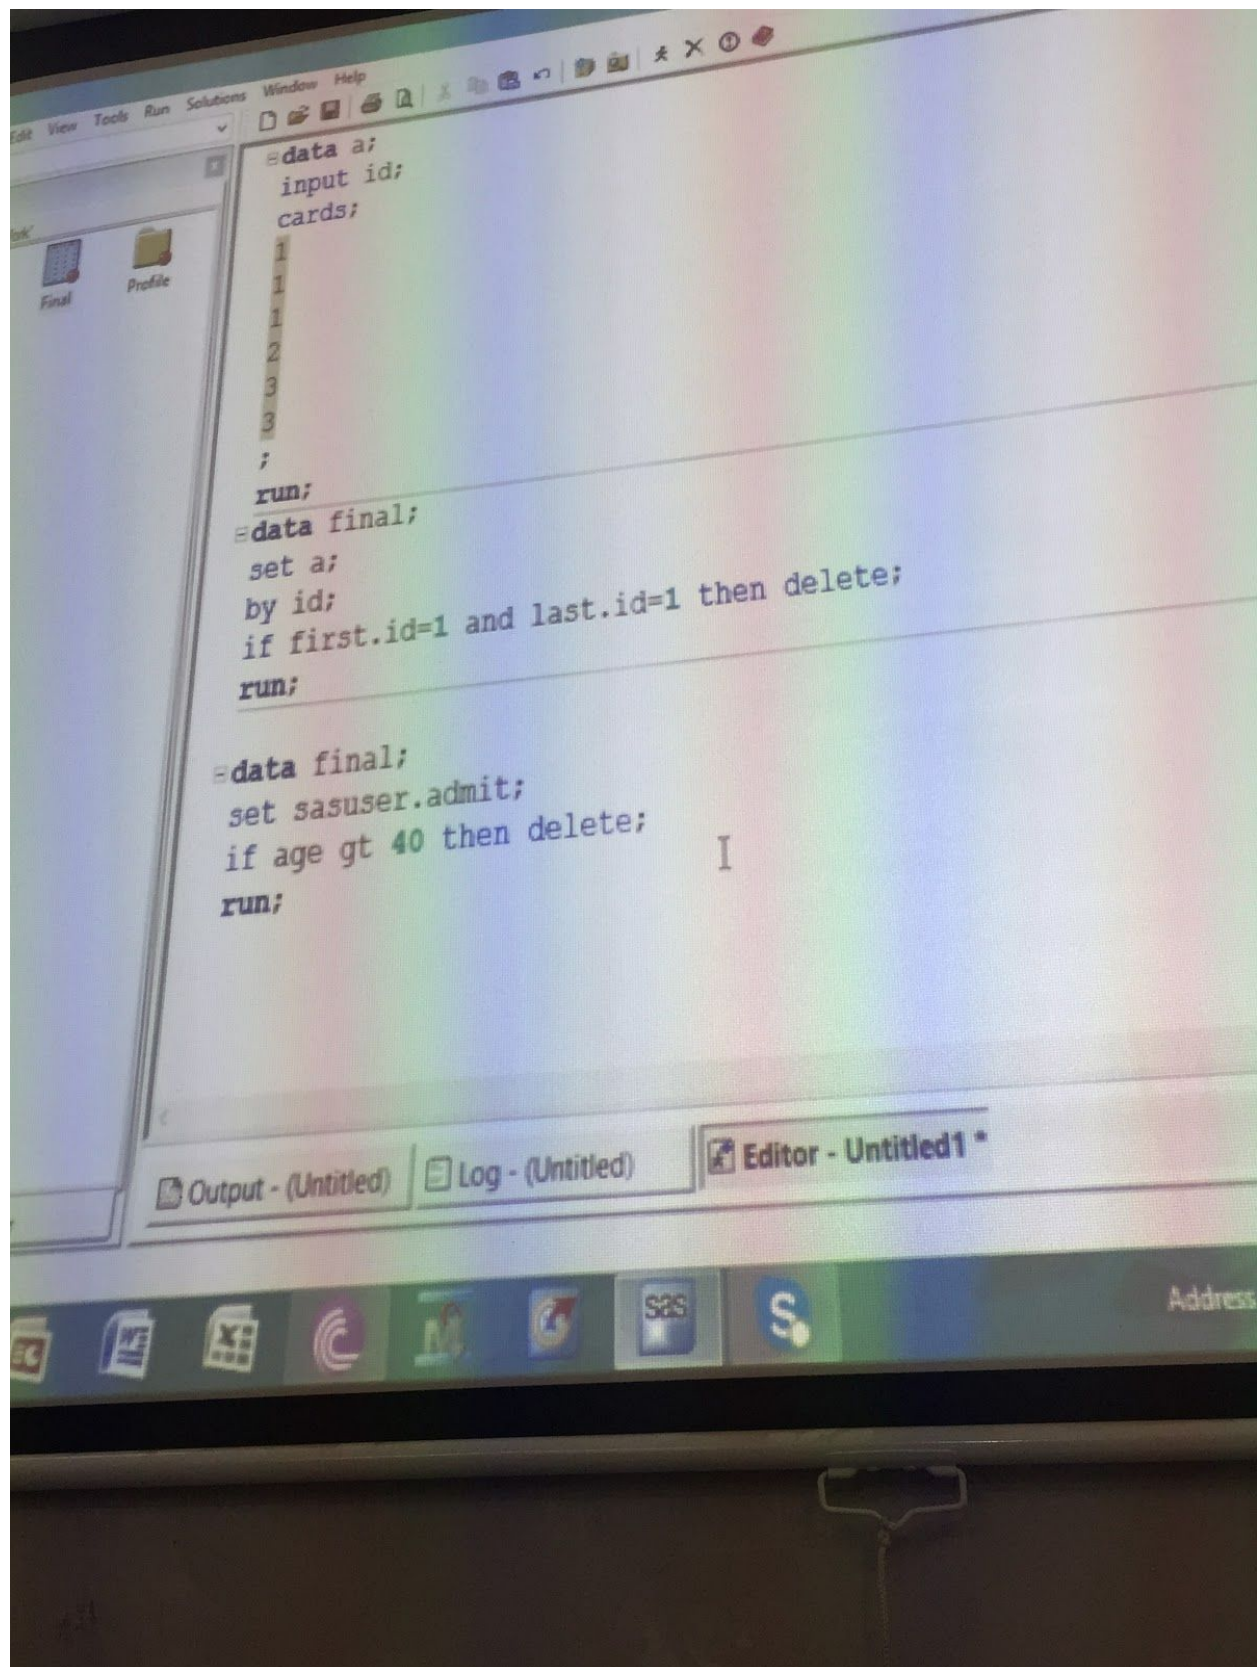 Edit View Tools Run Solutions Window Help
Final
Profile
data a;
input id;
cards;
1
1
1
2
3
3
;
run;
data final;
set a;
by id;
if first.id=1 and last.id=1 then delete;
run;
data final;
set sasuser.admit;
if age gt 40 then delete;
run;
Output - (Untitled)
Log - (Untitled)
Editor - Untitled1 *
sas
S
Address